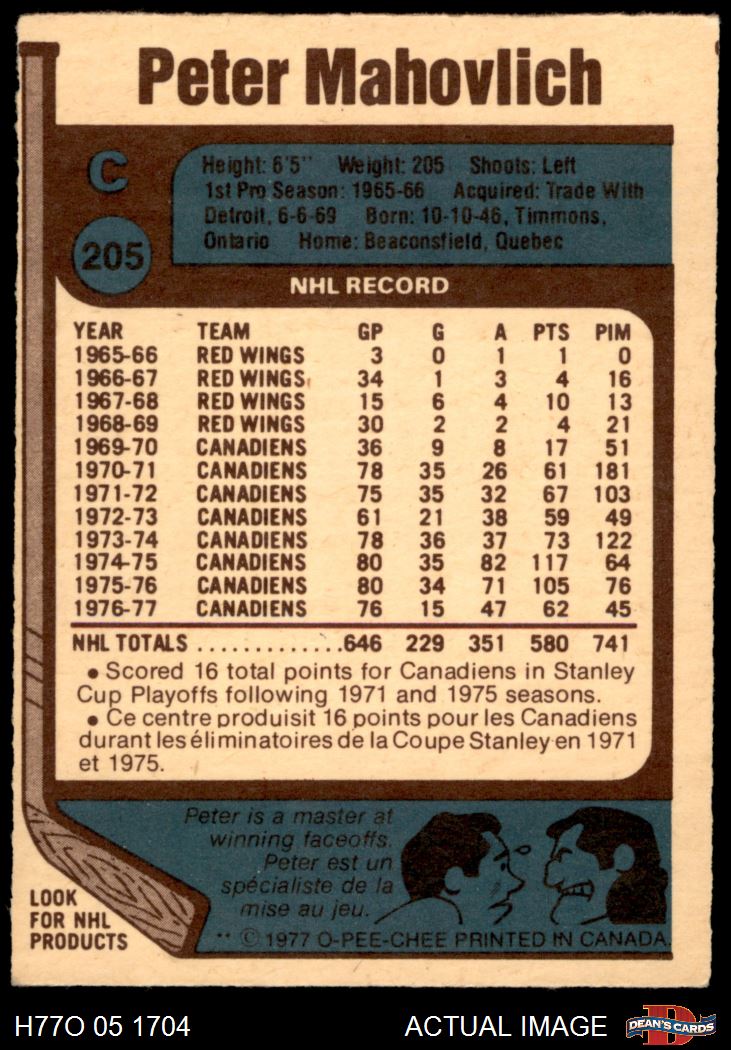 Peter Mahovlich
C
205
Height: 6'5" Weight: 205 Shoots: Left
1st Pro Season: 1965-66 Acquired: Trade With
Detroit, 6-6-69 Born: 10-10-46, Timmons,
Ontario Home: Beaconsfield, Quebec
NHL RECORD
YEAR TEAM GP G A PTS PIM
1965-66 RED WINGS 3 0 1 1 0
1966-67 RED WINGS 34 1 3 4 16
1967-68 RED WINGS 15 6 4 10 13
1968-69 RED WINGS 30 2 2 4 21
1969-70 CANADIENS 36 9 8 17 51
1970-71 CANADIENS 78 35 26 61 181
1971-72 CANADIENS 75 35 32 67 103
1972-73 CANADIENS 61 21 38 59 49
1973-74 CANADIENS 78 36 37 73 122
1974-75 CANADIENS 80 35 82 117 64
1975-76 CANADIENS 80 34 71 105 76
1976-77 CANADIENS 76 15 47 62 45
NHL TOTALS .............646 229 351 580 741
• Scored 16 total points for Canadiens in Stanley
Cup Playoffs following 1971 and 1975 seasons.
• Ce centre produisit 16 points pour les Canadiens
durant les éliminatoires de la Coupe Stanley en 1971
et 1975.
Peter is a master at
winning faceoffs.
Peter est un
spécialiste de la
mise au jeu.
LOOK
FOR NHL
PRODUCTS
** © 1977 O-PEE-CHEE PRINTED IN CANADA.
H77O 05 1704 ACTUAL IMAGE
D
DEAN'S CARDS